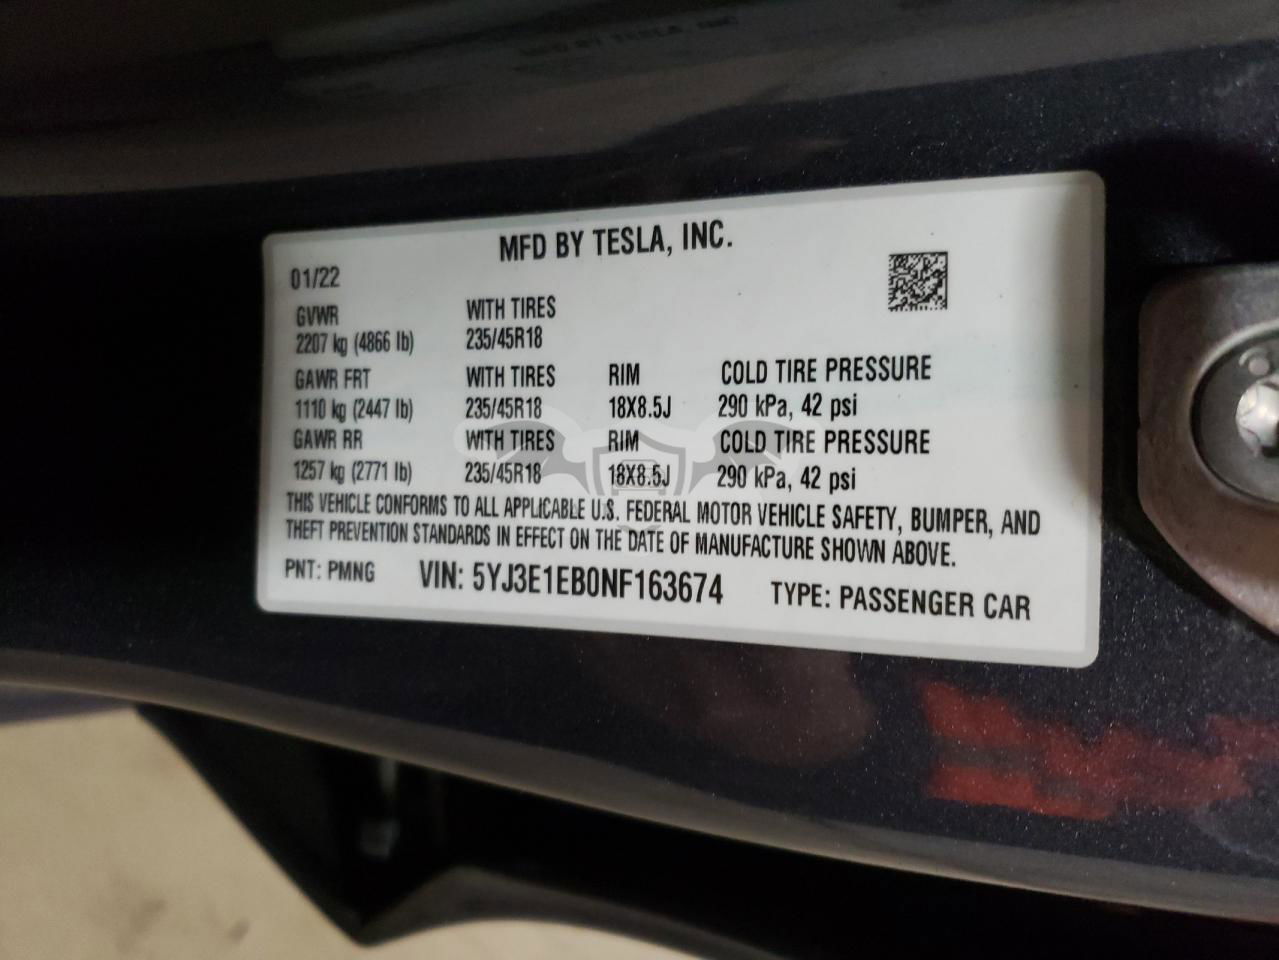 MFD BY TESLA, INC.
01/22
GVWR WITH TIRES
2207 kg (4866 lb) 235/45R18
GAWR FRT WITH TIRES RIM COLD TIRE PRESSURE
1110 kg (2447 lb) 235/45R18 18X8.5J 290 kPa, 42 psi
GAWR RR WITH TIRES RIM COLD TIRE PRESSURE
1257 kg (2771 lb) 235/45R18 18X8.5J 290 kPa, 42 psi
THIS VEHICLE CONFORMS TO ALL APPLICABLE U.S. FEDERAL MOTOR VEHICLE SAFETY, BUMPER, AND
THEFT PREVENTION STANDARDS IN EFFECT ON THE DATE OF MANUFACTURE SHOWN ABOVE.
PNT: PMNG VIN: 5YJ3E1EB0NF163674 TYPE: PASSENGER CAR